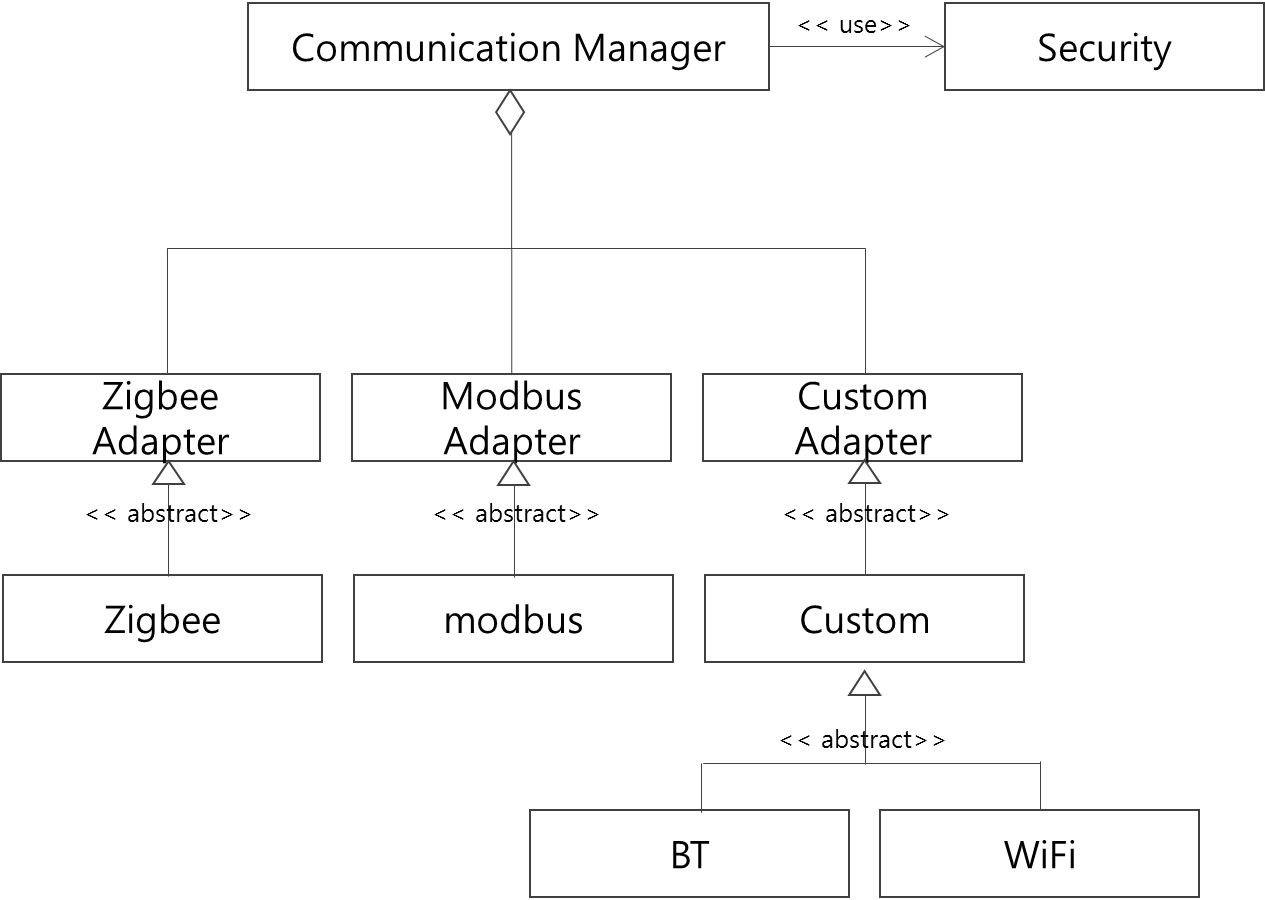 Communication Manager
<< use>>
Security
Zigbee
Adapter
Modbus
Adapter
Custom
Adapter
<< abstract>>
<< abstract>>
<< abstract>>
Zigbee
modbus
Custom
<< abstract>>
BT
WiFi